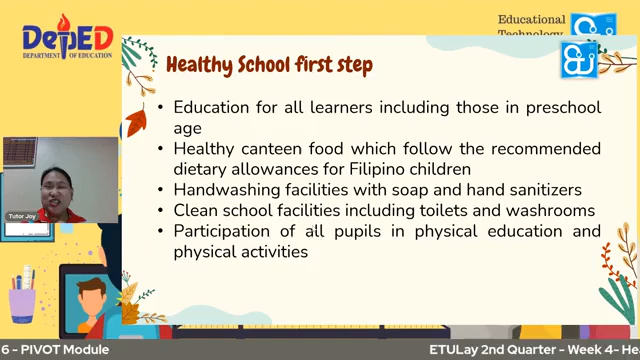 DepED
DEPARTMENT OF EDUCATION
Educational
Technology
Healthy School first step
• Education for all learners including those in preschool
age
• Healthy canteen food which follow the recommended
dietary allowances for Filipino children
• Handwashing facilities with soap and hand sanitizers
• Clean school facilities including toilets and washrooms
• Participation of all pupils in physical education and
physical activities
Tutor Joy
6 - PIVOT Module
ETULay 2nd Quarter - Week 4- He